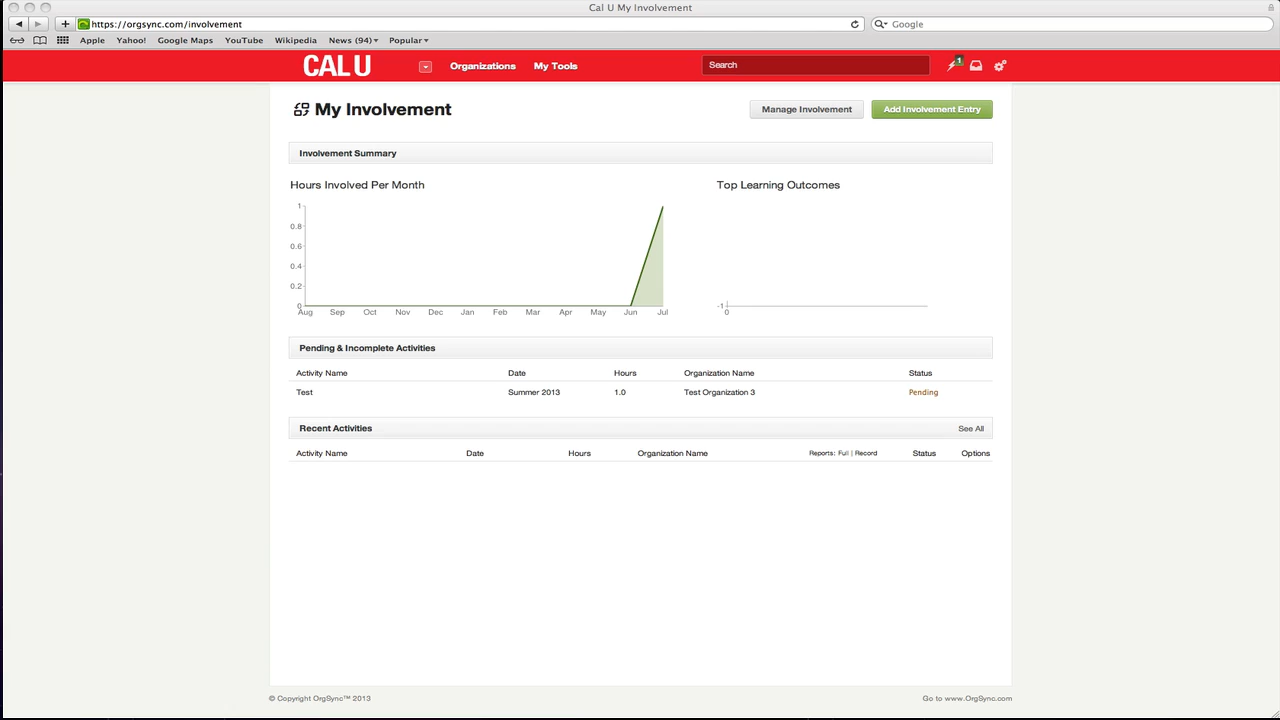 Cal U My Involvement
https://orgsync.com/involvement
Google
Apple Yahoo! Google Maps YouTube Wikipedia News (94) Popular
CAL U Organizations My Tools Search 1
My Involvement Manage Involvement Add Involvement Entry
Involvement Summary
Hours Involved Per Month
1
0.8
0.6
0.4
0.2
0
Aug Sep Oct Nov Dec Jan Feb Mar Apr May Jun Jul
Top Learning Outcomes
-1
0
Pending & Incomplete Activities
Activity Name Date Hours Organization Name Status
Test Summer 2013 1.0 Test Organization 3 Pending
Recent Activities See All
Activity Name Date Hours Organization Name Reports: Full | Record Status Options
© Copyright OrgSync™ 2013 Go to www.OrgSync.com